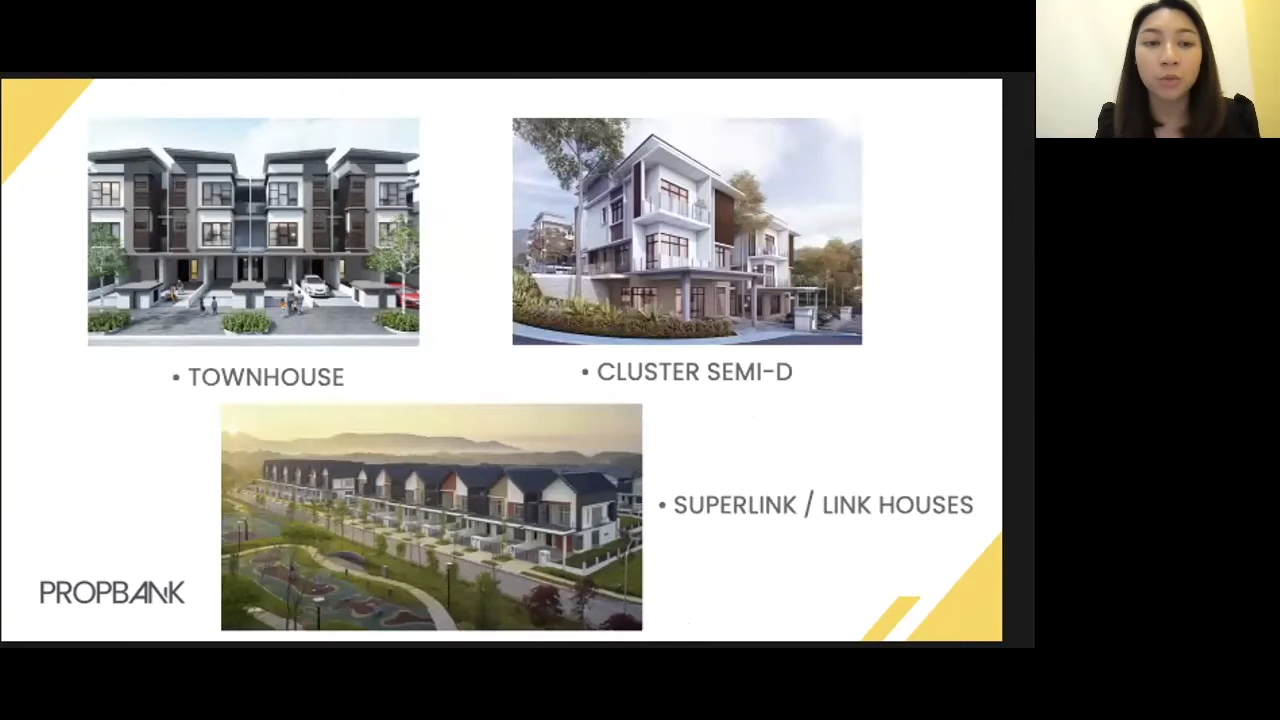 • TOWNHOUSE
• CLUSTER SEMI-D
• SUPERLINK / LINK HOUSES
PROPBANK